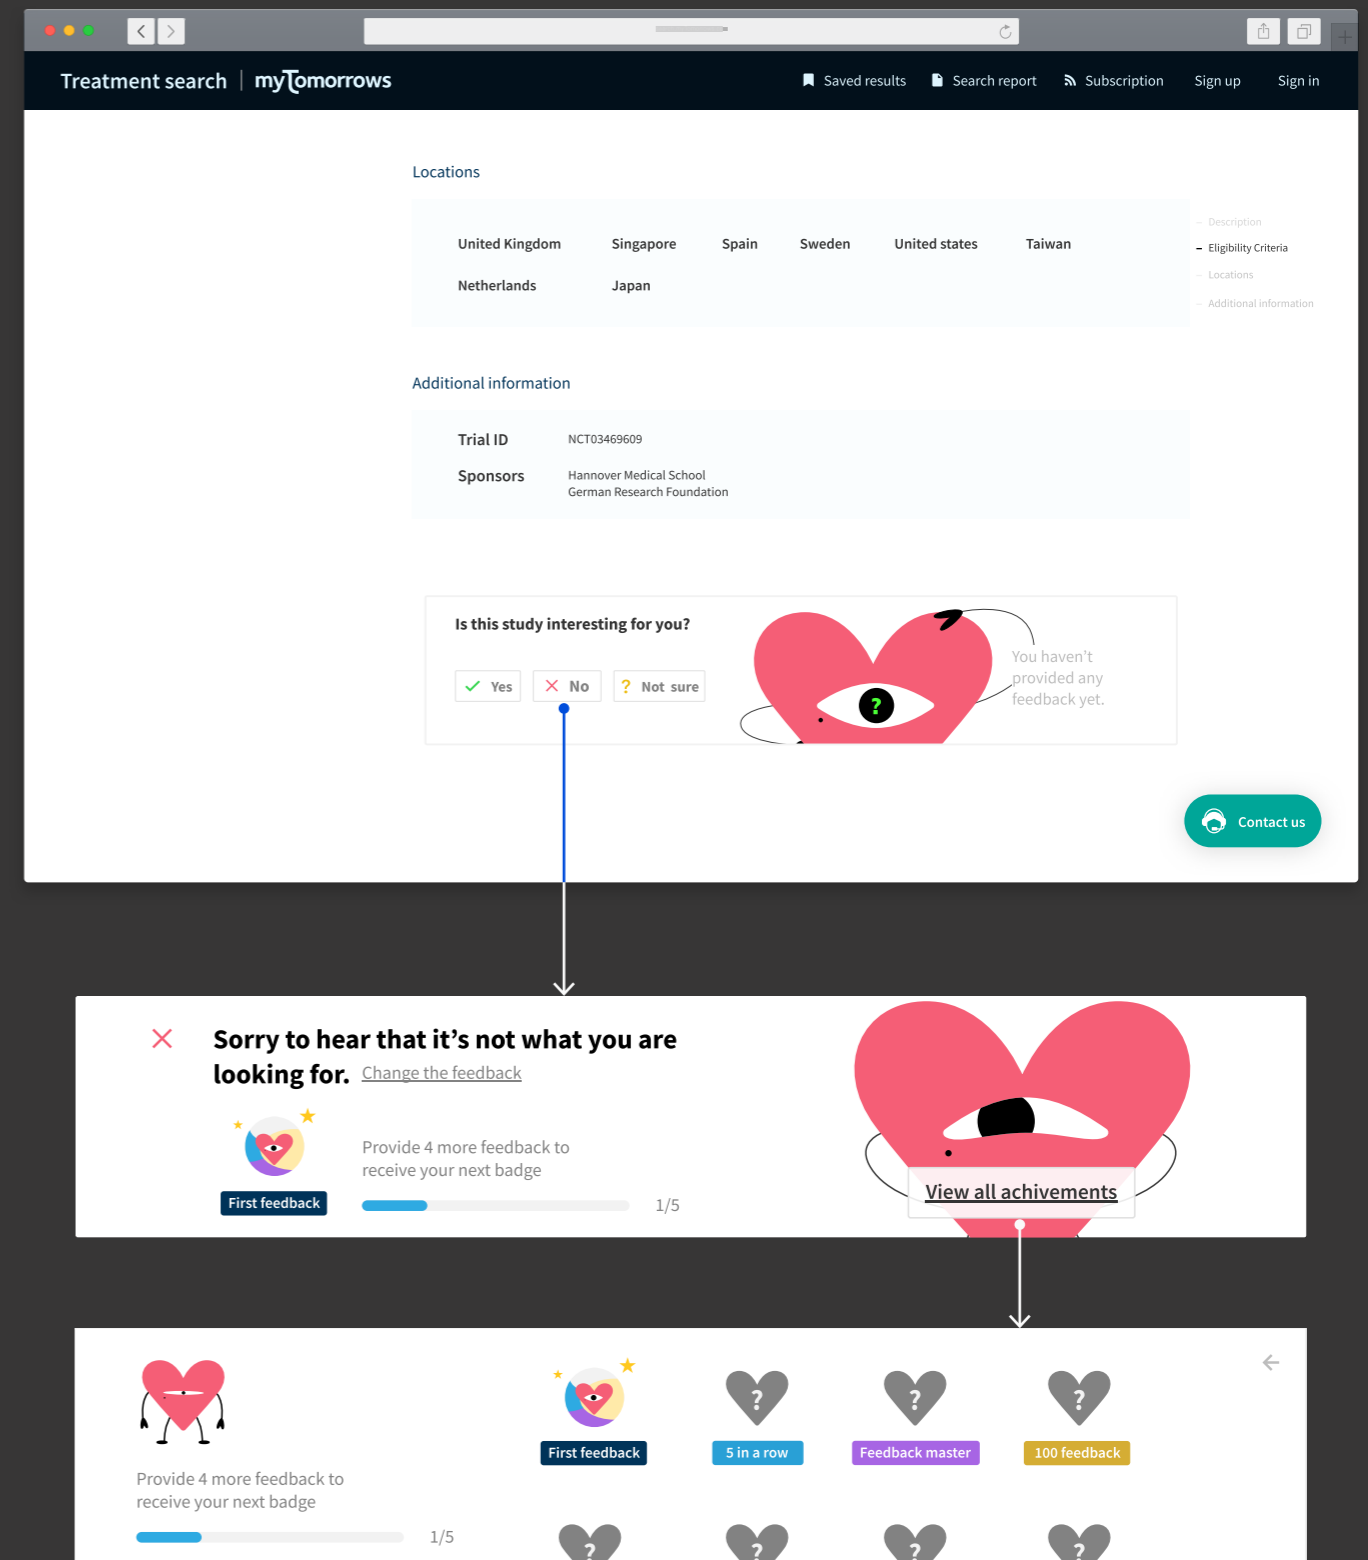 Treatment search | myTomorrows
Saved results
Search report
Subscription
Sign up
Sign in
Locations
United Kingdom Singapore Spain Sweden United states Taiwan
Netherlands Japan
Description
Eligibility Criteria
Locations
Additional information
Additional information
Trial ID NCT03469609
Sponsors Hannover Medical School
German Research Foundation
Is this study interesting for you?
Yes
No
? Not sure
?
You haven't
provided any
feedback yet.
Contact us
Sorry to hear that it's not what you are
looking for. Change the feedback
Provide 4 more feedback to
receive your next badge
First feedback
1/5
View all achivements
Provide 4 more feedback to
receive your next badge
1/5
? ? ?
First feedback 5 in a row Feedback master 100 feedback
? ? ? ?